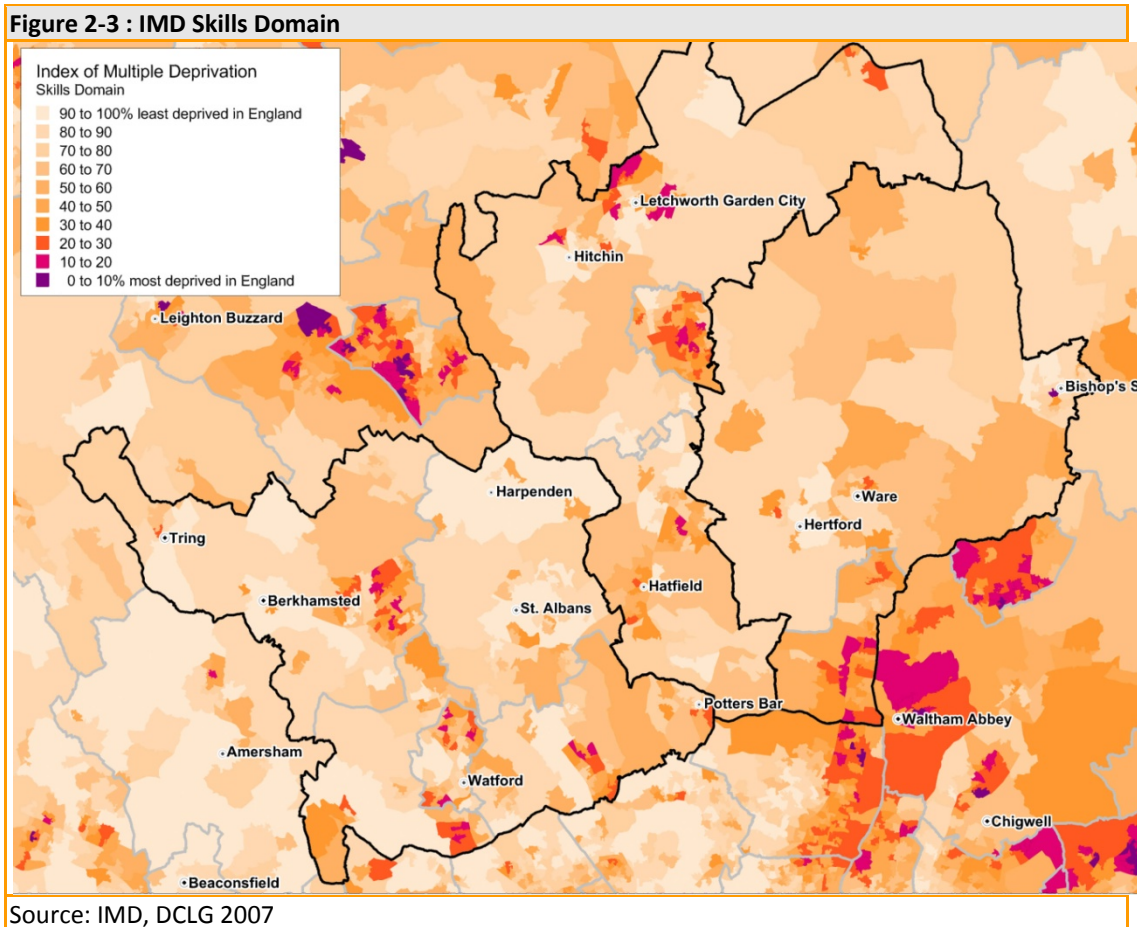 Figure 2-3 : IMD Skills Domain
Index of Multiple Deprivation
Skills Domain
90 to 100% least deprived in England
80 to 90
70 to 80
60 to 70
50 to 60
40 to 50
30 to 40
20 to 30
10 to 20
0 to 10% most deprived in England
Letchworth Garden City
Hitchin
Leighton Buzzard
Bishop's S
Harpenden
Ware
Hertford
Tring
Hatfield
Berkhamsted
St. Albans
Potters Bar
Waltham Abbey
Amersham
Watford
Chigwell
Beaconsfield
Source: IMD, DCLG 2007